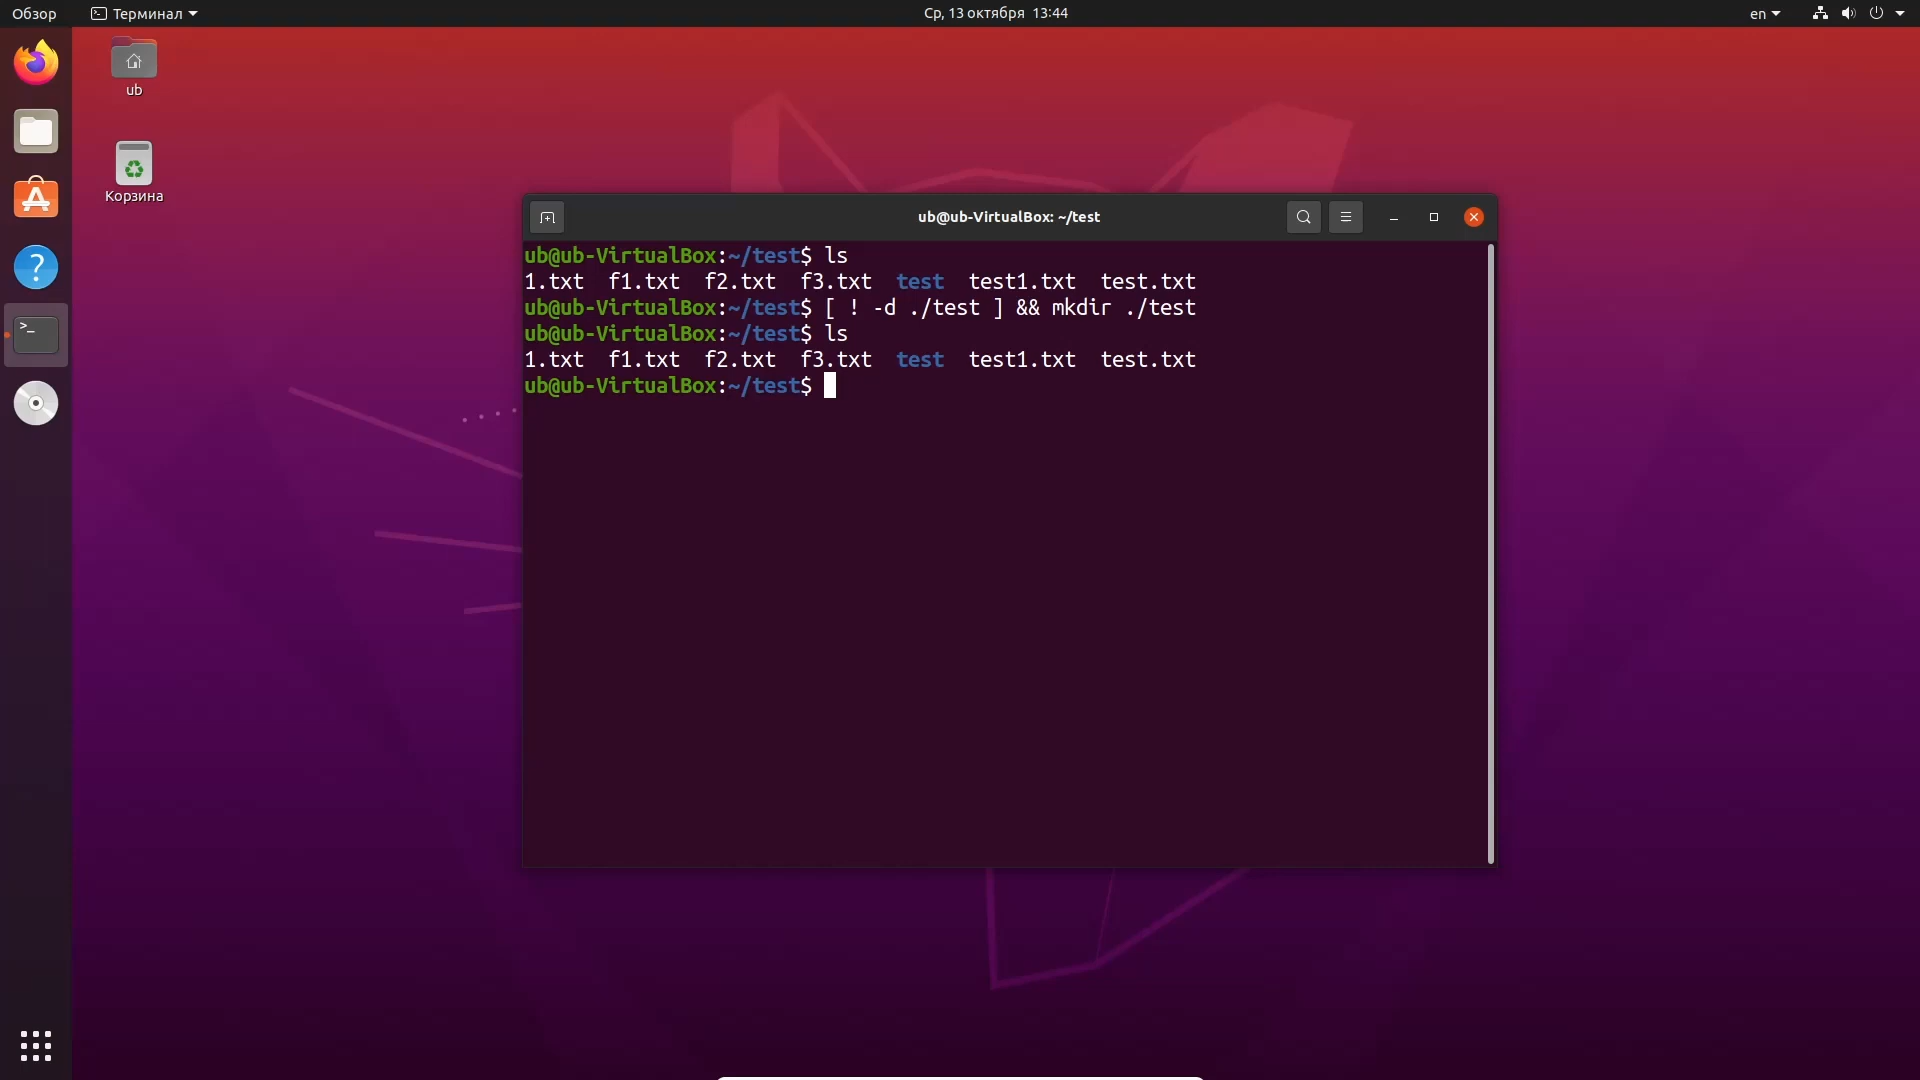 Обзор Терминал Ср, 13 октября 13:44 en
ub
Корзина
ub@ub-VirtualBox: ~/test
ub@ub-VirtualBox:~/test$ ls
1.txt f1.txt f2.txt f3.txt test test1.txt test.txt
ub@ub-VirtualBox:~/test$ [ ! -d ./test ] && mkdir ./test
ub@ub-VirtualBox:~/test$ ls
1.txt f1.txt f2.txt f3.txt test test1.txt test.txt
ub@ub-VirtualBox:~/test$